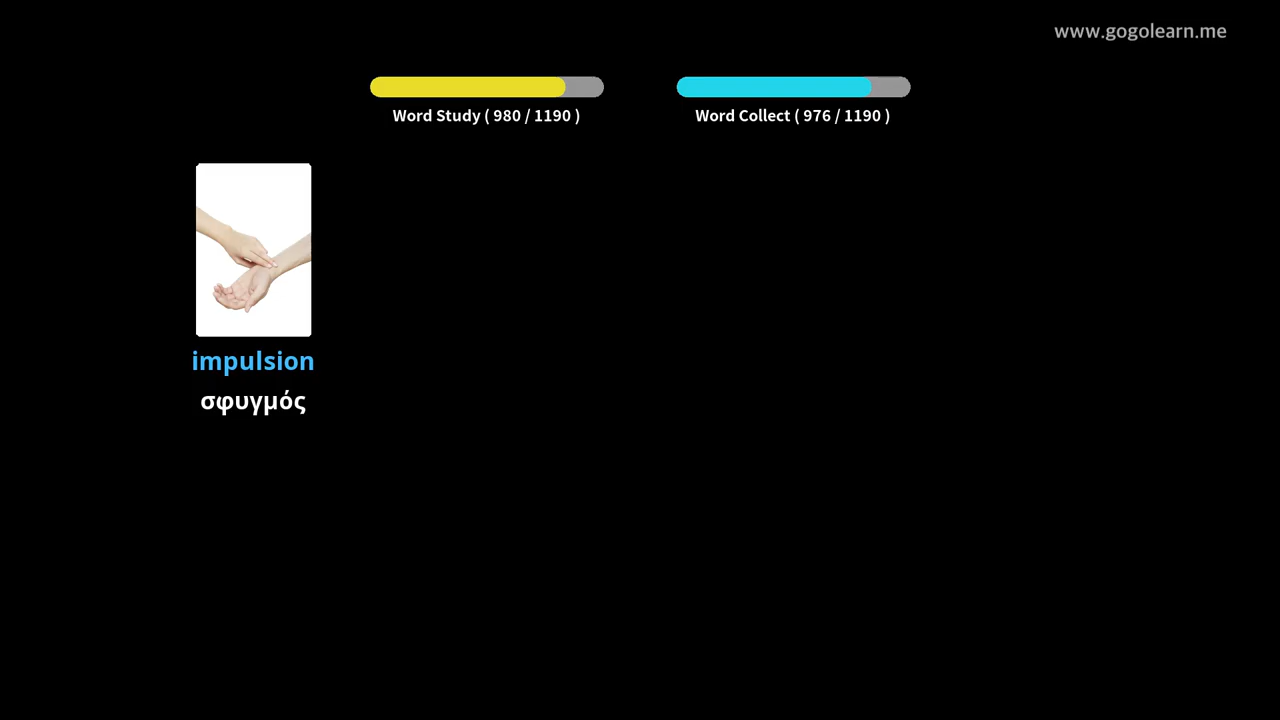 www.gogolearn.me
Word Study ( 980 / 1190 )
Word Collect ( 976 / 1190 )
impulsion
σφυγμός